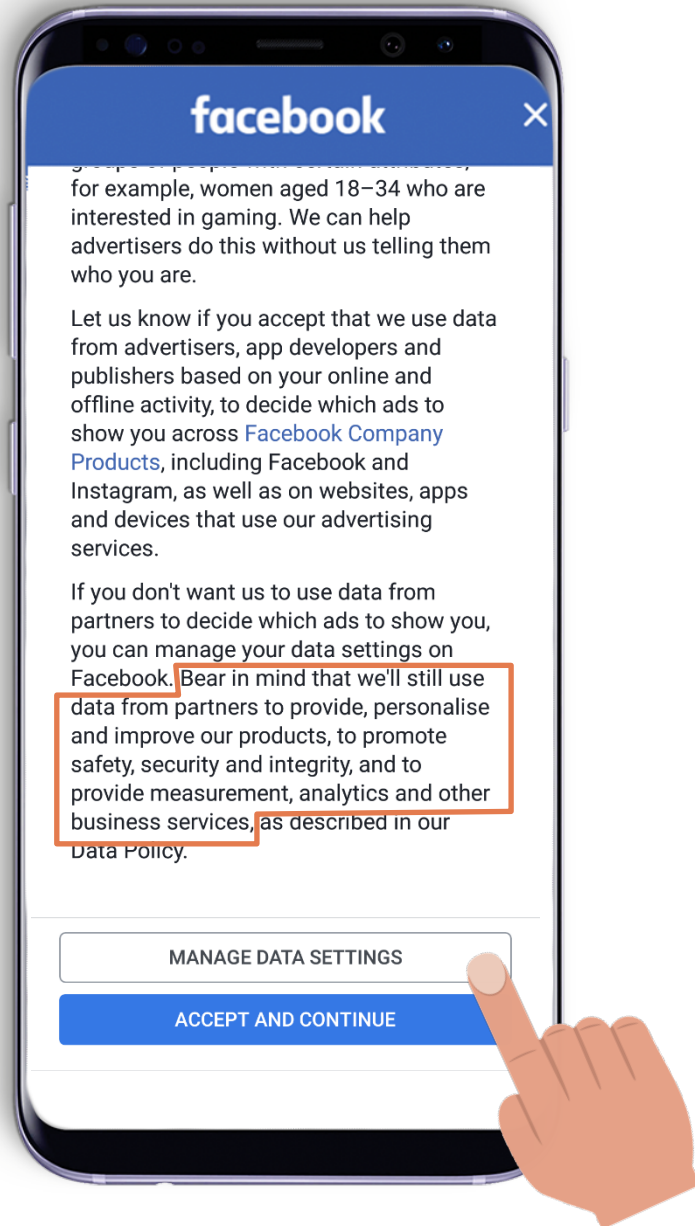 facebook
groups of people with certain attributes,
for example, women aged 18–34 who are
interested in gaming. We can help
advertisers do this without us telling them
who you are.
Let us know if you accept that we use data
from advertisers, app developers and
publishers based on your online and
offline activity, to decide which ads to
show you across Facebook Company
Products, including Facebook and
Instagram, as well as on websites, apps
and devices that use our advertising
services.
If you don't want us to use data from
partners to decide which ads to show you,
you can manage your data settings on
Facebook. Bear in mind that we'll still use
data from partners to provide, personalise
and improve our products, to promote
safety, security and integrity, and to
provide measurement, analytics and other
business services, as described in our
Data Policy.
MANAGE DATA SETTINGS
ACCEPT AND CONTINUE